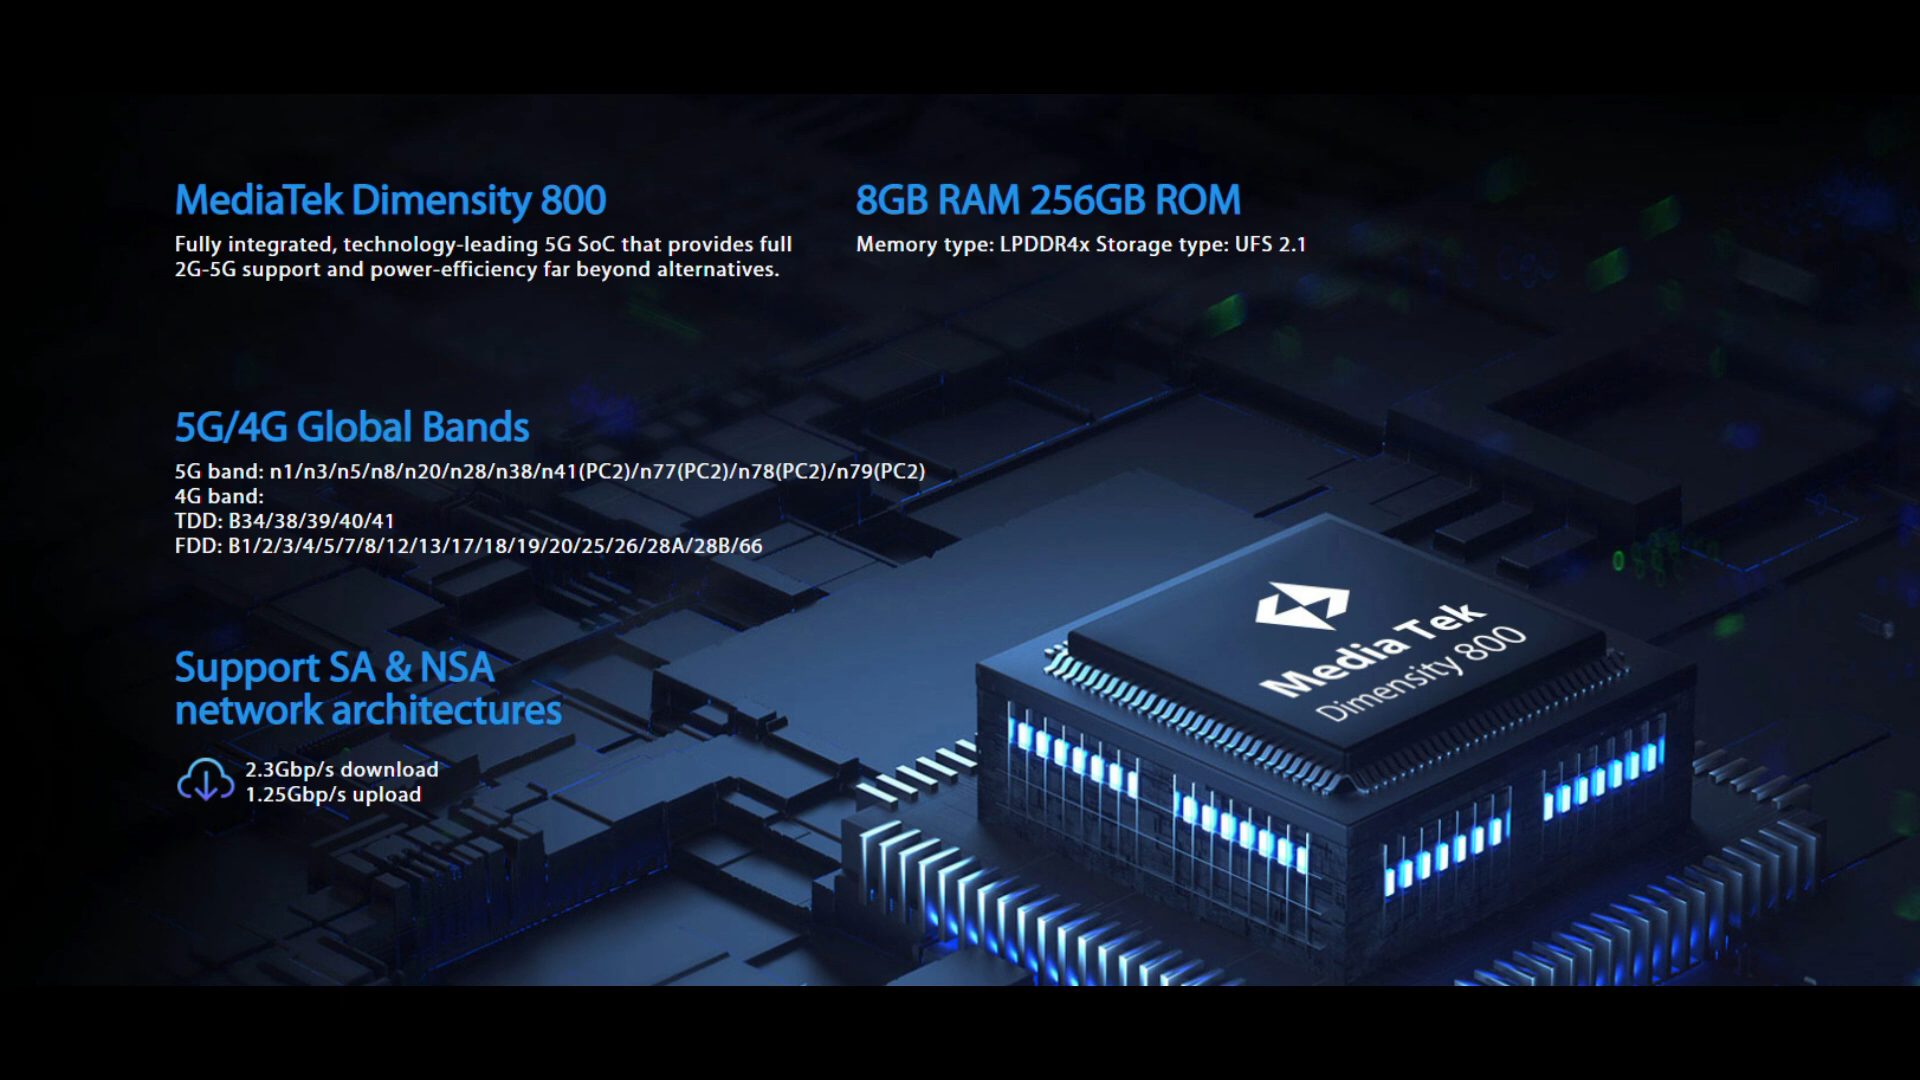 MediaTek Dimensity 800
Fully integrated, technology-leading 5G SoC that provides full
2G-5G support and power-efficiency far beyond alternatives.
8GB RAM 256GB ROM
Memory type: LPDDR4x Storage type: UFS 2.1
5G/4G Global Bands
5G band: n1/n3/n5/n8/n20/n28/n38/n41(PC2)/n77(PC2)/n78(PC2)/n79(PC2)
4G band:
TDD: B34/38/39/40/41
FDD: B1/2/3/4/5/7/8/12/13/17/18/19/20/25/26/28A/28B/66
Support SA & NSA
network architectures
2.3Gbp/s download
1.25Gbp/s upload
Media Tek
Dimensity 800